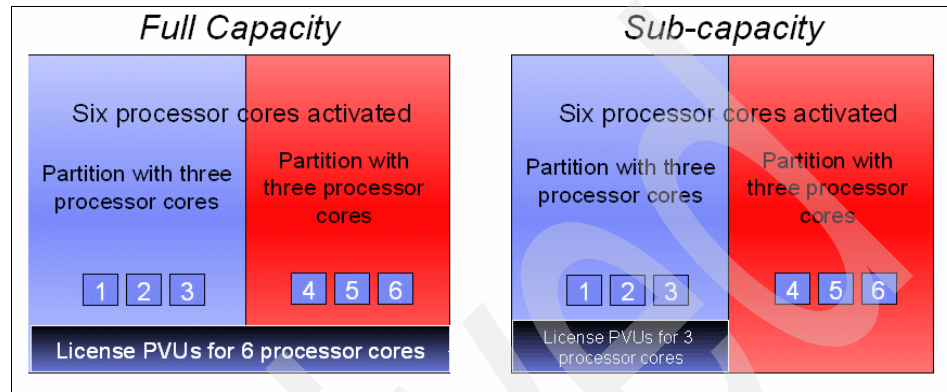 Full Capacity
Six processor cores activated
Partition with three
processor cores
Partition with
three processor
cores
1 2 3
4 5 6
License PVUs for 6 processor cores
Sub-capacity
Six processor cores activated
Partition with three
processor cores
Partition with
three processor
cores
1 2 3
4 5 6
License PVUs for 3
processor cores